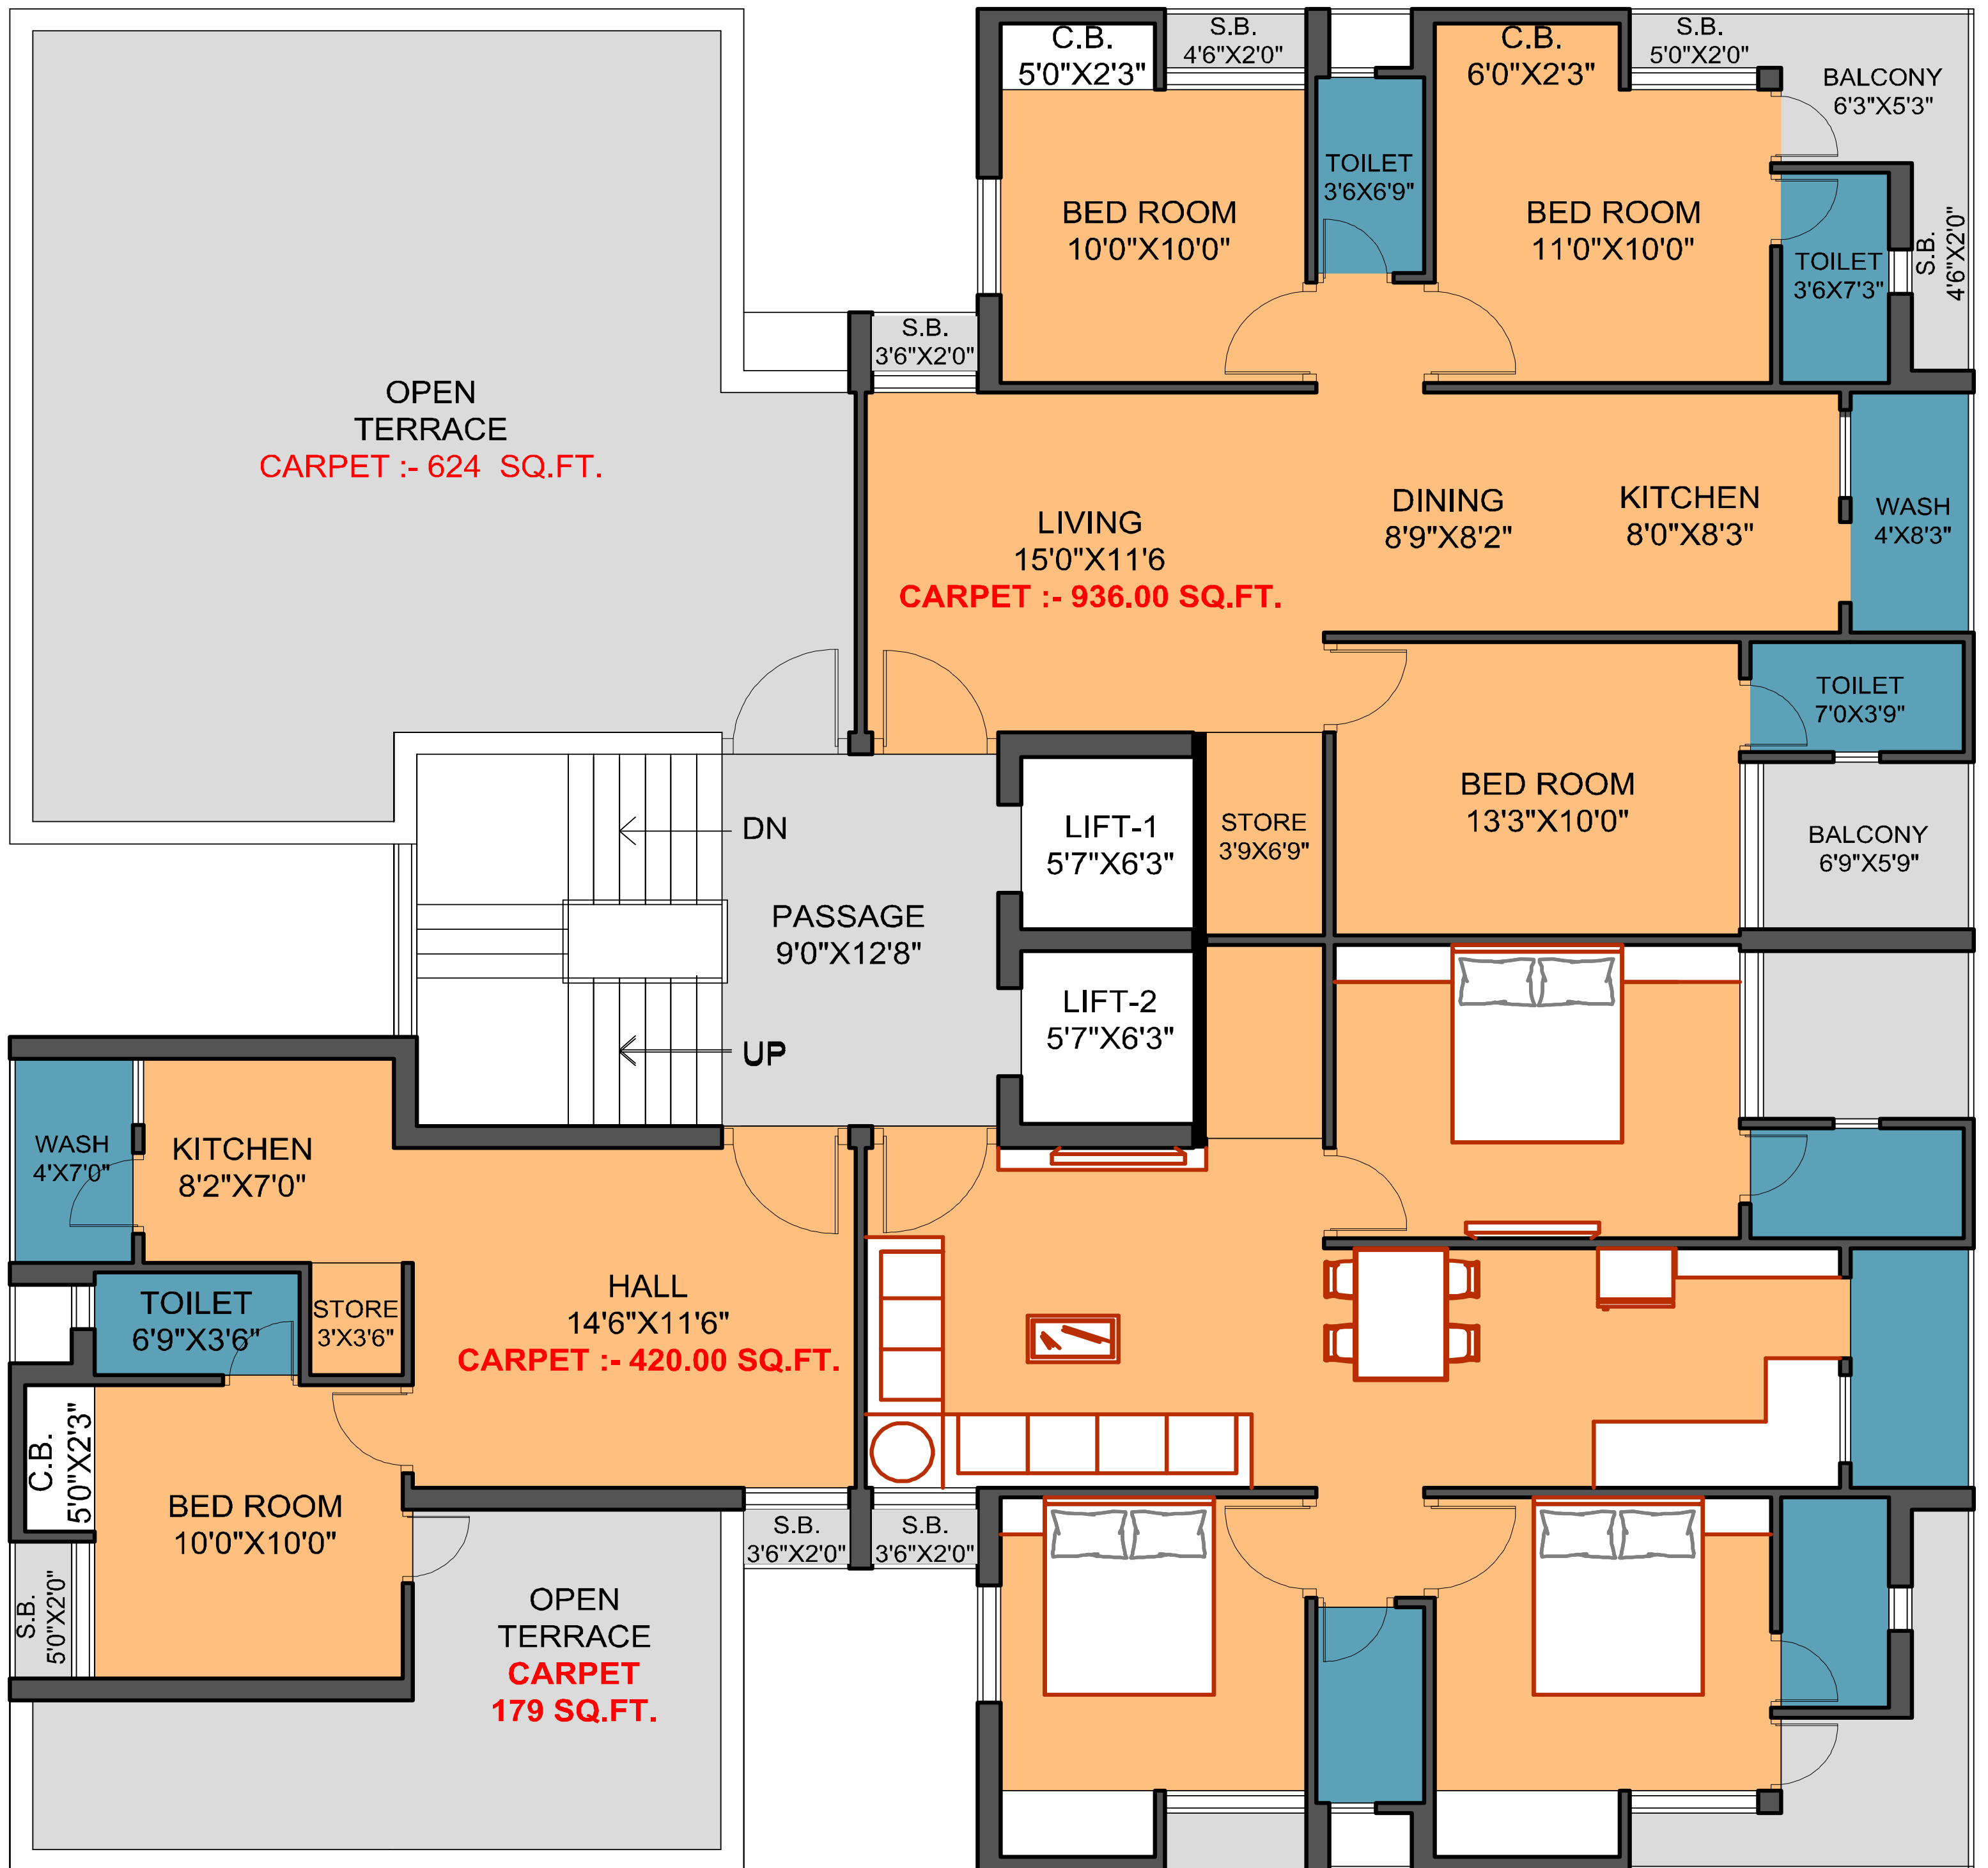 C.B.
5'0"X2'3"
S.B.
4'6"X2'0"
C.B.
6'0"X2'3"
S.B.
5'0"X2'0"
BALCONY
6'3"X5'3"
TOILET
3'6X6'9"
BED ROOM
10'0"X10'0"
BED ROOM
11'0"X10'0"
TOILET
3'6X7'3"
S.B.
4'6"X2'0"
S.B.
3'6"X2'0"
OPEN
TERRACE
CARPET :- 624 SQ.FT.
LIVING
15'0"X11'6
CARPET :- 936.00 SQ.FT.
DINING
8'9"X8'2"
KITCHEN
8'0"X8'3"
WASH
4'X8'3"
TOILET
7'0X3'9"
BED ROOM
13'3"X10'0"
BALCONY
6'9"X5'9"
STORE
3'9X6'9"
LIFT-1
5'7"X6'3"
DN
PASSAGE
9'0"X12'8"
LIFT-2
5'7"X6'3"
UP
WASH
4'X7'0"
KITCHEN
8'2"X7'0"
TOILET
6'9"X3'6"
STORE
3'X3'6"
HALL
14'6"X11'6"
CARPET :- 420.00 SQ.FT.
C.B.
5'0"X2'3"
BED ROOM
10'0"X10'0"
S.B.
5'0"X2'0"
S.B.
3'6"X2'0"
S.B.
3'6"X2'0"
OPEN
TERRACE
CARPET
179 SQ.FT.